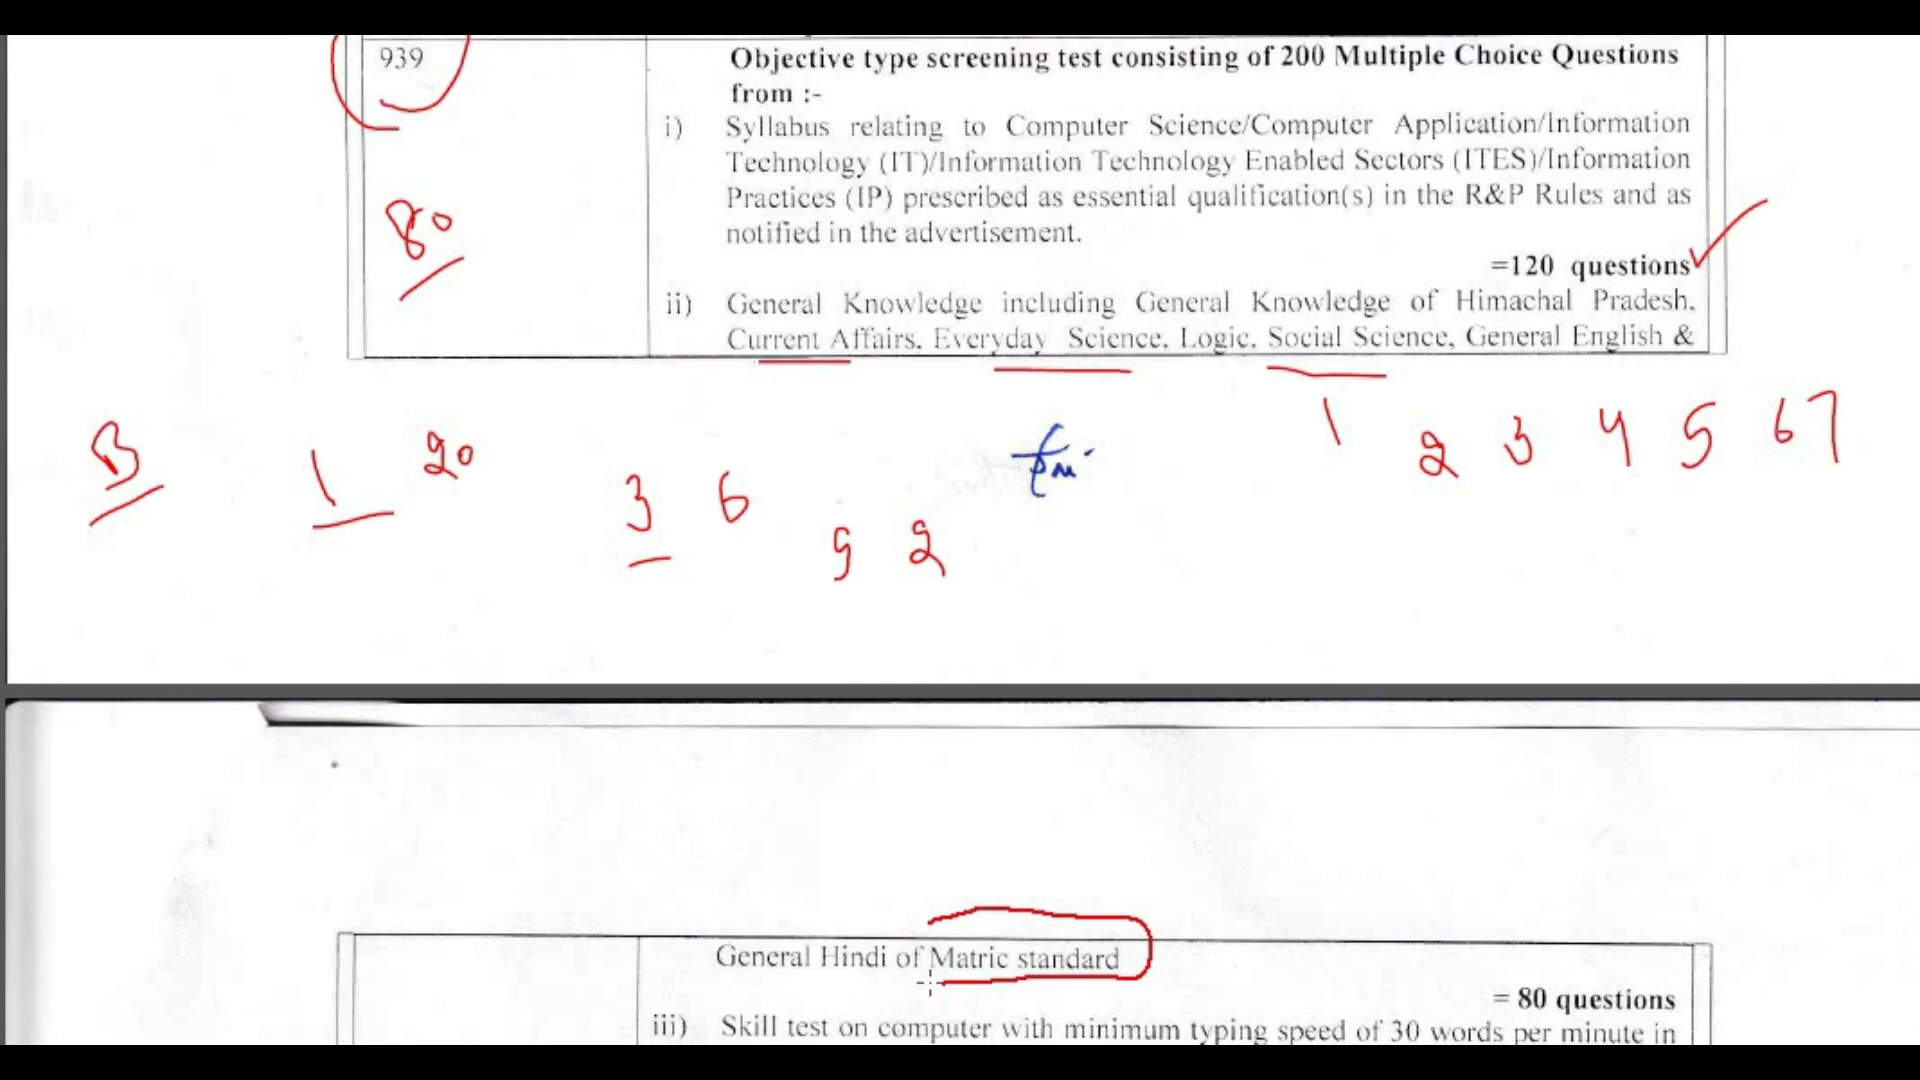 939
Objective type screening test consisting of 200 Multiple Choice Questions
from :-
i) Syllabus relating to Computer Science/Computer Application/Information
Technology (IT)/Information Technology Enabled Sectors (ITES)/Information
Practices (IP) prescribed as essential qualification(s) in the R&P Rules and as
notified in the advertisement.
80
=120 questions
ii) General Knowledge including General Knowledge of Himachal Pradesh,
Current Affairs, Everyday Science, Logic, Social Science, General English &
1 2 3 4 5 6 7
B 1 20
3 6
9 2
General Hindi of Matric standard
= 80 questions
iii) Skill test on computer with minimum typing speed of 30 words per minute in